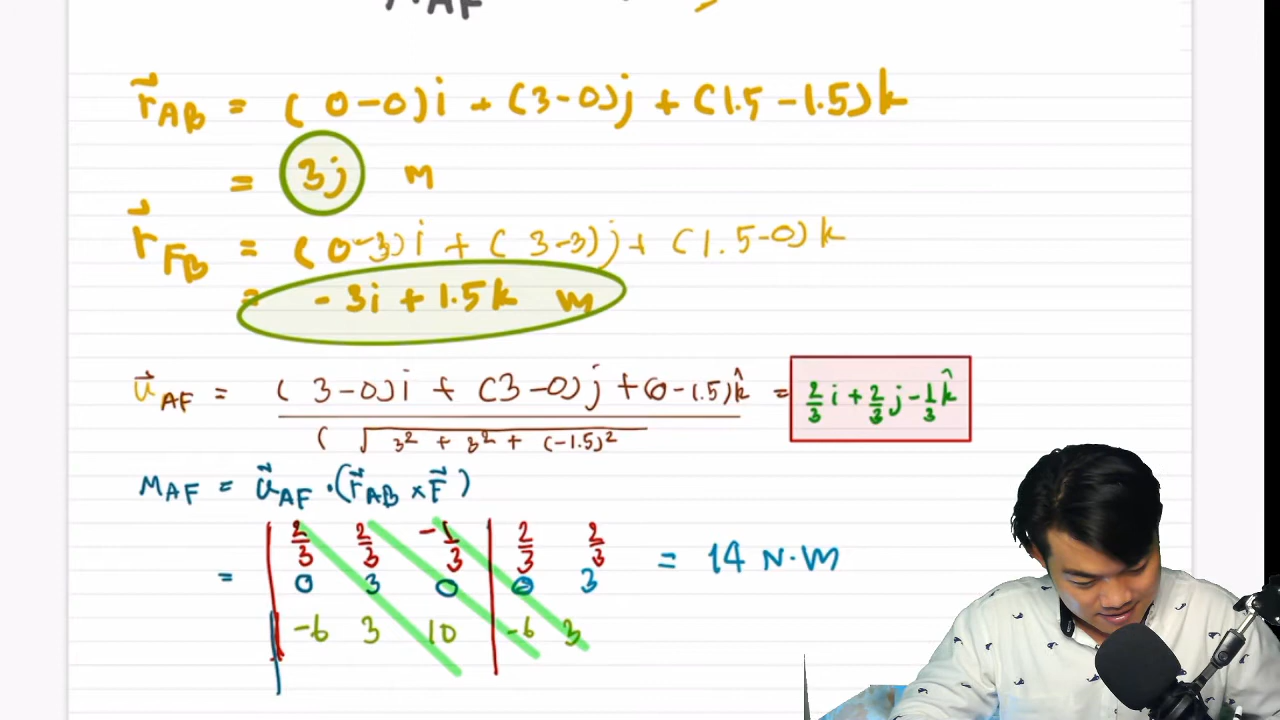 M AF
r⃗AB = (0-0)i + (3-0)j + (1.5-1.5)k
= 3j m
r⃗FB = (0-3)i + (3-3)j + (1.5-0)k
= -3i + 1.5k m
u⃗AF = (3-0)i + (3-0)j + (0-1.5)k̂ = 2/3 i + 2/3 j - 1/3 k̂
( √ 3² + 3² + (-1.5)²
MAF = u⃗AF · (r⃗AB × F⃗)
2/3 2/3 -1/3 2/3 2/3
= 0 3 0 0 3 = 14 N·m
-6 3 10 -6 3